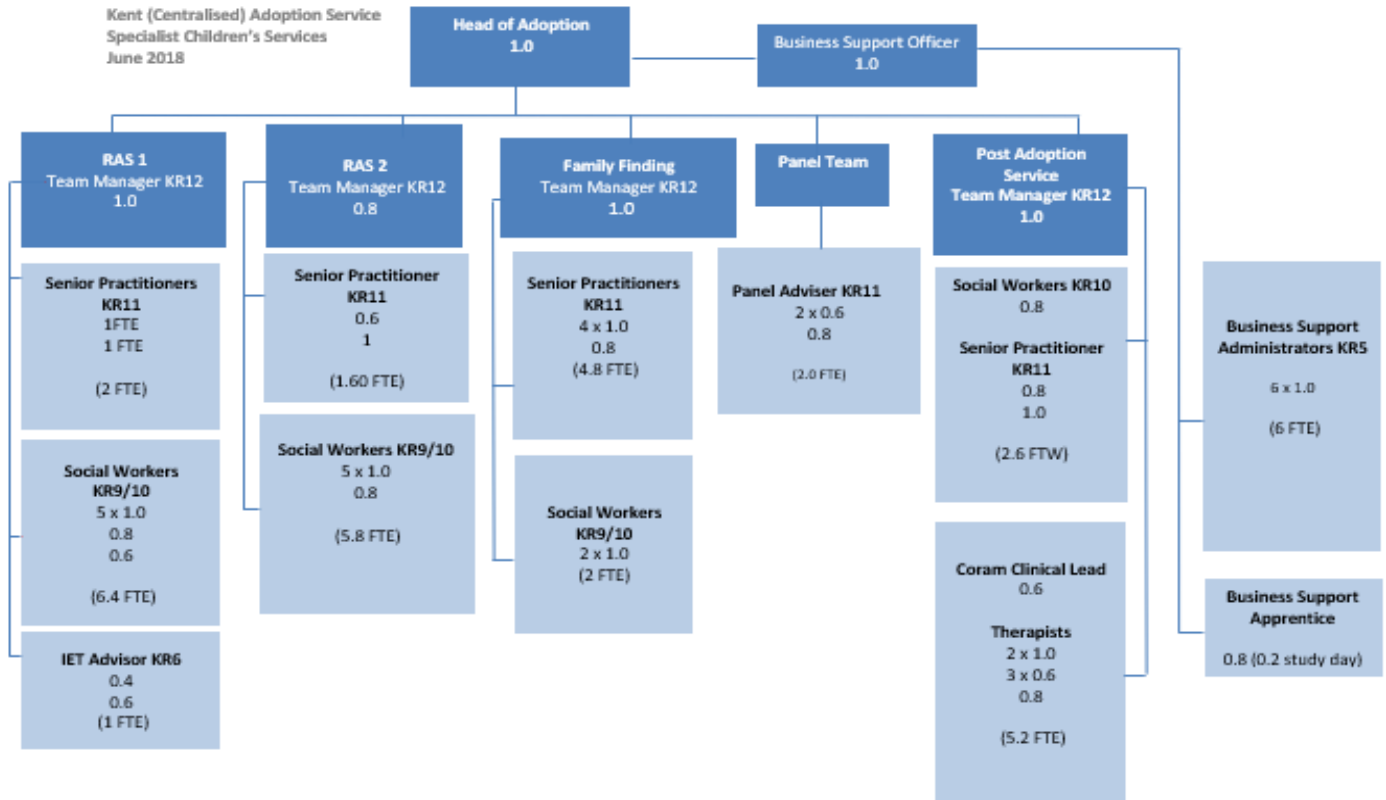 Kent (Centralised) Adoption Service
Specialist Children's Services
June 2018
Head of Adoption
1.0
Business Support Officer
1.0
RAS 1
Team Manager KR12
1.0
Senior Practitioners
KR11
1FTE
1 FTE
(2 FTE)
Social Workers
KR9/10
5 x 1.0
0.8
0.6
(6.4 FTE)
IET Advisor KR6
0.4
0.6
(1 FTE)
RAS 2
Team Manager KR12
0.8
Senior Practitioner
KR11
0.6
1
(1.60 FTE)
Social Workers KR9/10
5 x 1.0
0.8
(5.8 FTE)
Family Finding
Team Manager KR12
1.0
Senior Practitioners
KR11
4 x 1.0
0.8
(4.8 FTE)
Social Workers
KR9/10
2 x 1.0
(2 FTE)
Panel Team
Panel Adviser KR11
2 x 0.6
0.8
(2.0 FTE)
Post Adoption
Service
Team Manager KR12
1.0
Social Workers KR10
0.8
Senior Practitioner
KR11
0.8
1.0
(2.6 FTW)
Coram Clinical Lead
0.6
Therapists
2 x 1.0
3 x 0.6
0.8
(5.2 FTE)
Business Support
Administrators KR5
6 x 1.0
(6 FTE)
Business Support
Apprentice
0.8 (0.2 study day)